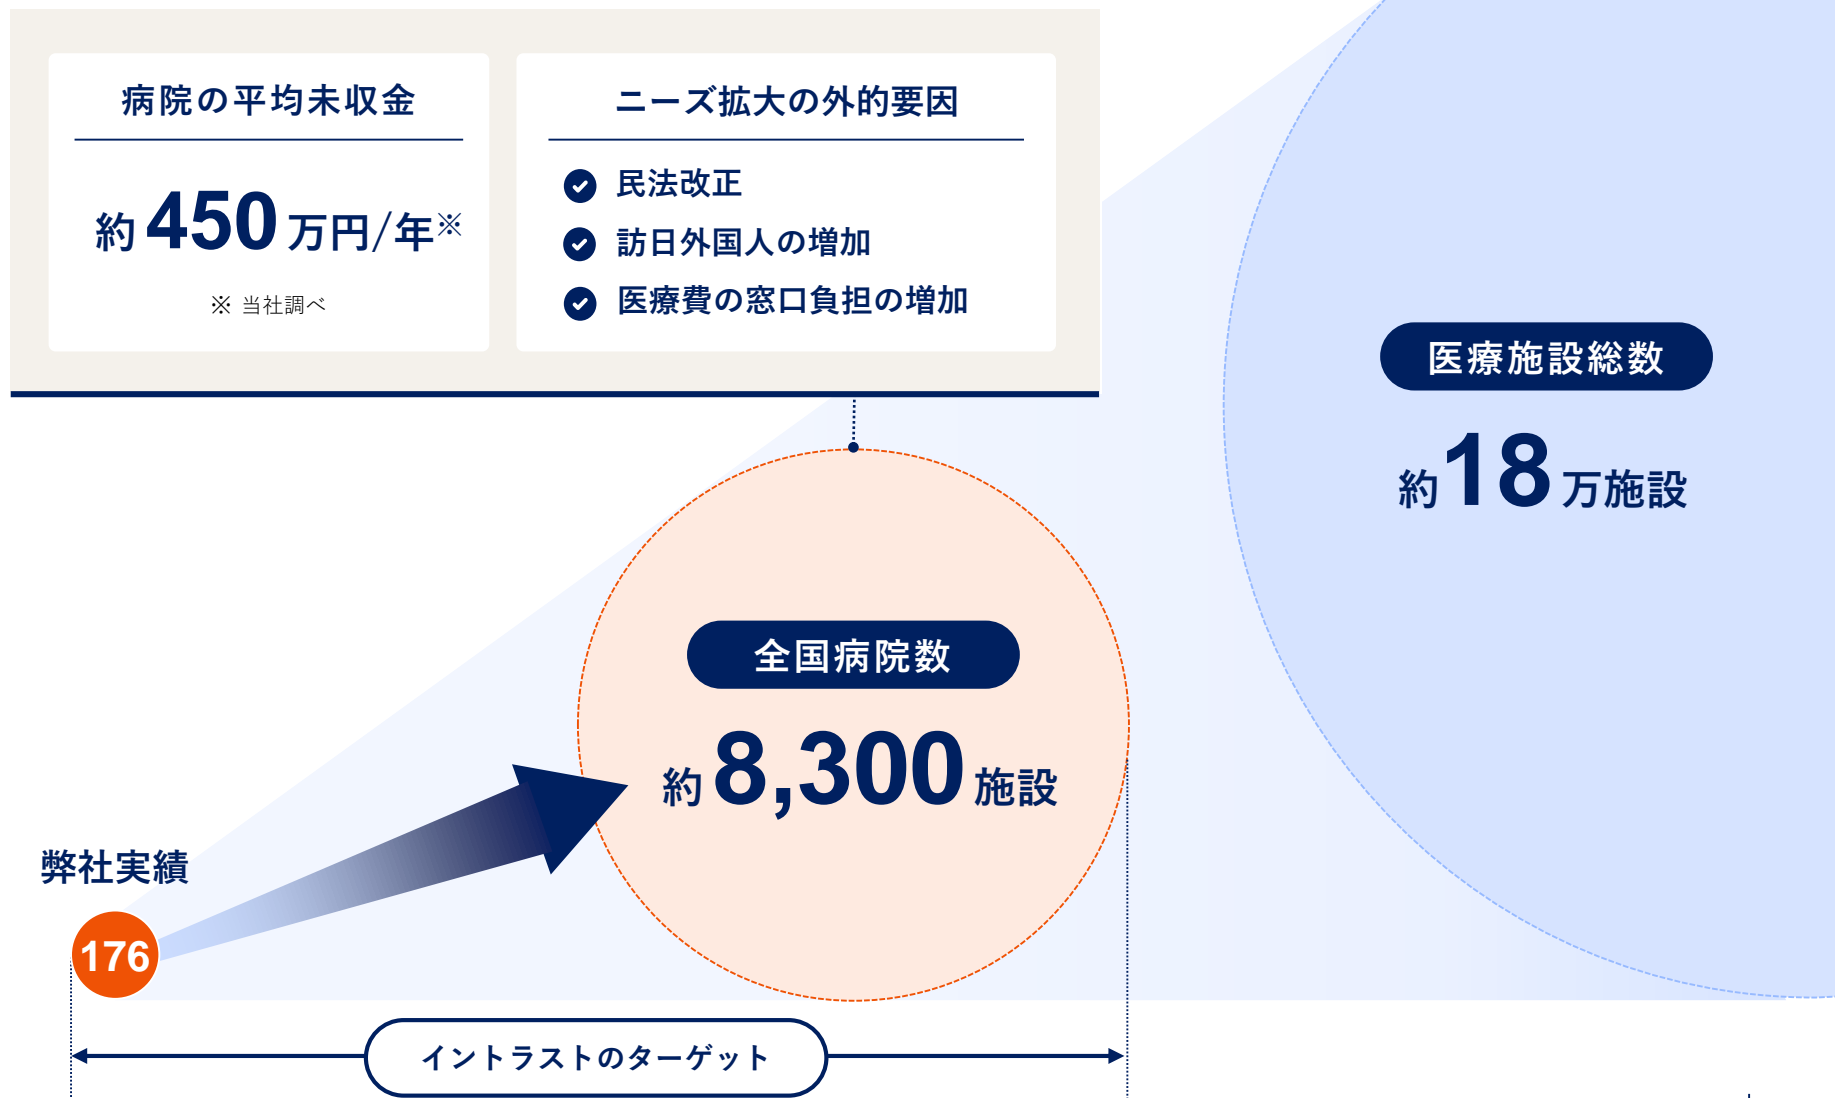 病院の平均未収金
約450万円/年※
※ 当社調べ
ニーズ拡大の外的要因
民法改正
訪日外国人の増加
医療費の窓口負担の増加
医療施設総数
約18万施設
全国病院数
約8,300施設
弊社実績
176
イントラストのターゲット